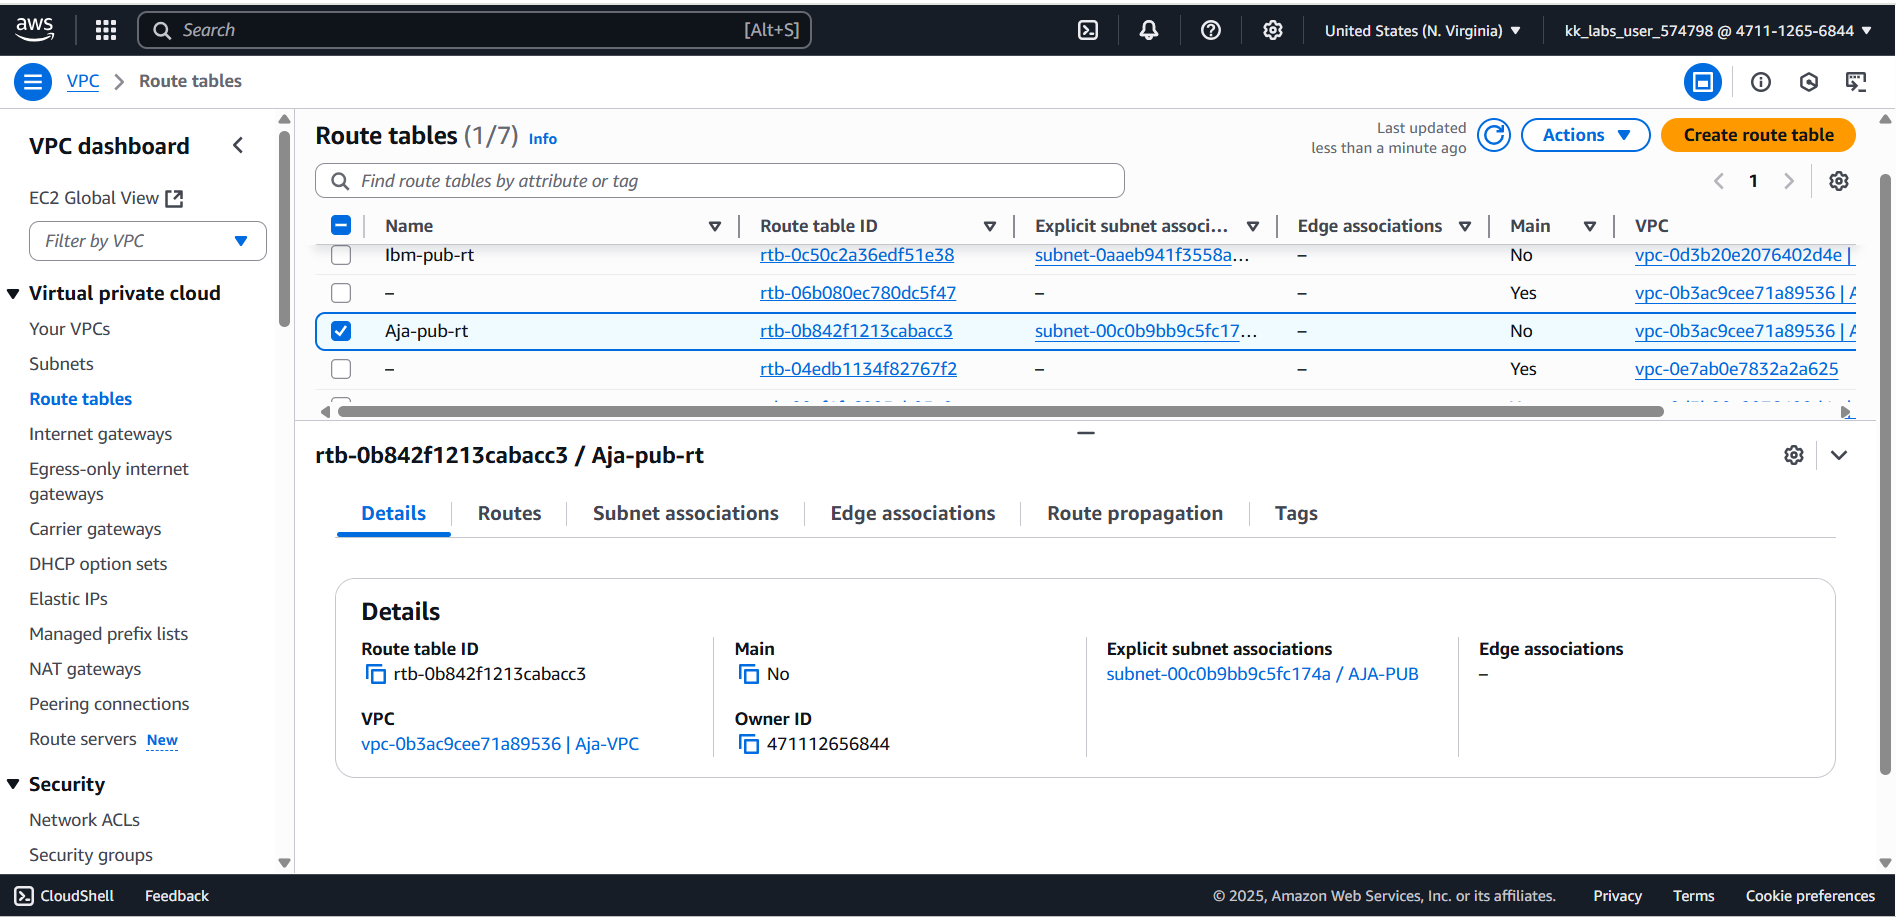 aws
Search [Alt+S]
United States (N. Virginia) kk_labs_user_574798 @ 4711-1265-6844
VPC Route tables
VPC dashboard
EC2 Global View
Filter by VPC
Virtual private cloud
Your VPCs
Subnets
Route tables
Internet gateways
Egress-only internet
gateways
Carrier gateways
DHCP option sets
Elastic IPs
Managed prefix lists
NAT gateways
Peering connections
Route servers New
Security
Network ACLs
Security groups
Route tables (1/7) Info
Last updated
less than a minute ago
Actions
Create route table
Find route tables by attribute or tag
1
Name Route table ID Explicit subnet associ... Edge associations Main VPC
Ibm-pub-rt rtb-0c50c2a36edf51e38 subnet-0aaeb941f3558a... – No vpc-0d3b20e2076402d4e |
– rtb-06b080ec780dc5f47 – – Yes vpc-0b3ac9cee71a89536 | A
Aja-pub-rt rtb-0b842f1213cabacc3 subnet-00c0b9bb9c5fc17... – No vpc-0b3ac9cee71a89536 | A
– rtb-04edb1134f82767f2 – – Yes vpc-0e7ab0e7832a2a625
rtb-0b842f1213cabacc3 / Aja-pub-rt
Details Routes Subnet associations Edge associations Route propagation Tags
Details
Route table ID
rtb-0b842f1213cabacc3
Main
No
Explicit subnet associations
subnet-00c0b9bb9c5fc174a / AJA-PUB
Edge associations
–
VPC
vpc-0b3ac9cee71a89536 | Aja-VPC
Owner ID
471112656844
CloudShell Feedback © 2025, Amazon Web Services, Inc. or its affiliates. Privacy Terms Cookie preferences